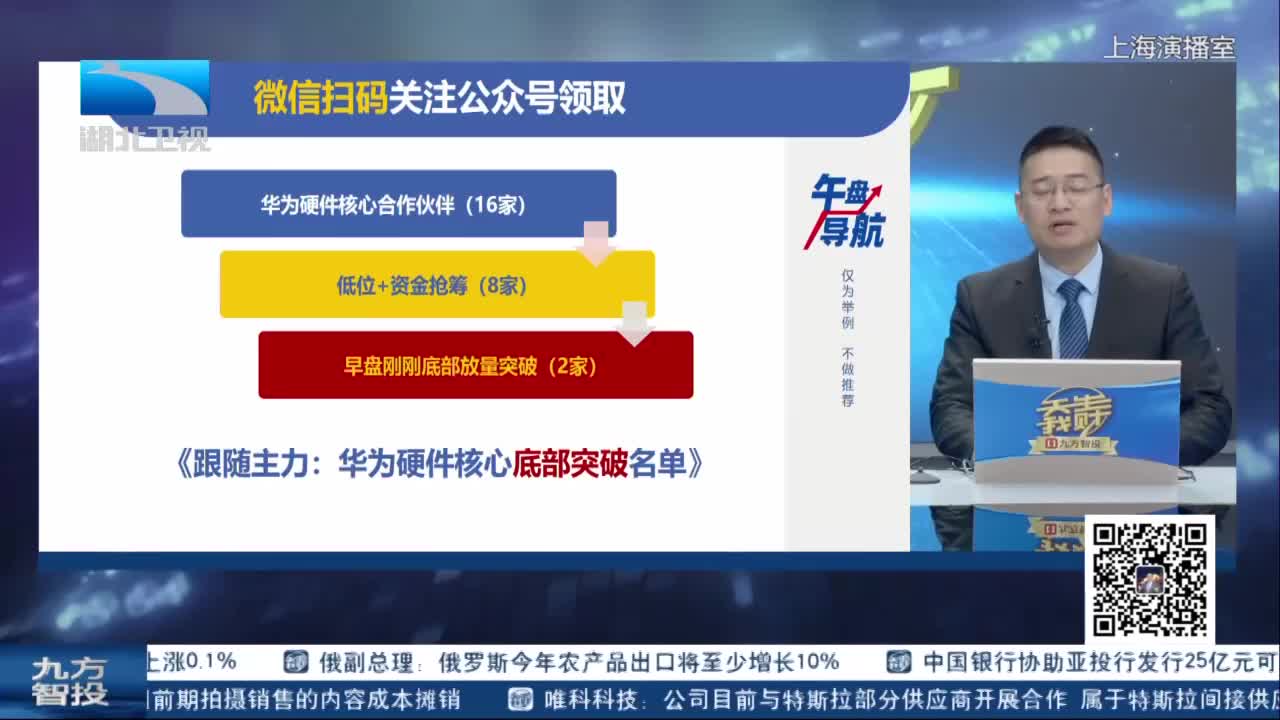 上海演播室
微信扫码关注公众号领取
湖北卫视
华为硬件核心合作伙伴（16家）
低位+资金抢筹（8家）
早盘刚刚底部放量突破（2家）
《跟随主力：华为硬件核心底部突破名单》
午盘
导航
仅为举例 不做推荐
九方智投
九方
智投
上涨0.1%
俄副总理：俄罗斯今年农产品出口将至少增长10%
中国银行协助亚投行发行25亿元可
前期拍摄销售的内容成本摊销
唯科科技：公司目前与特斯拉部分供应商开展合作 属于特斯拉间接供应